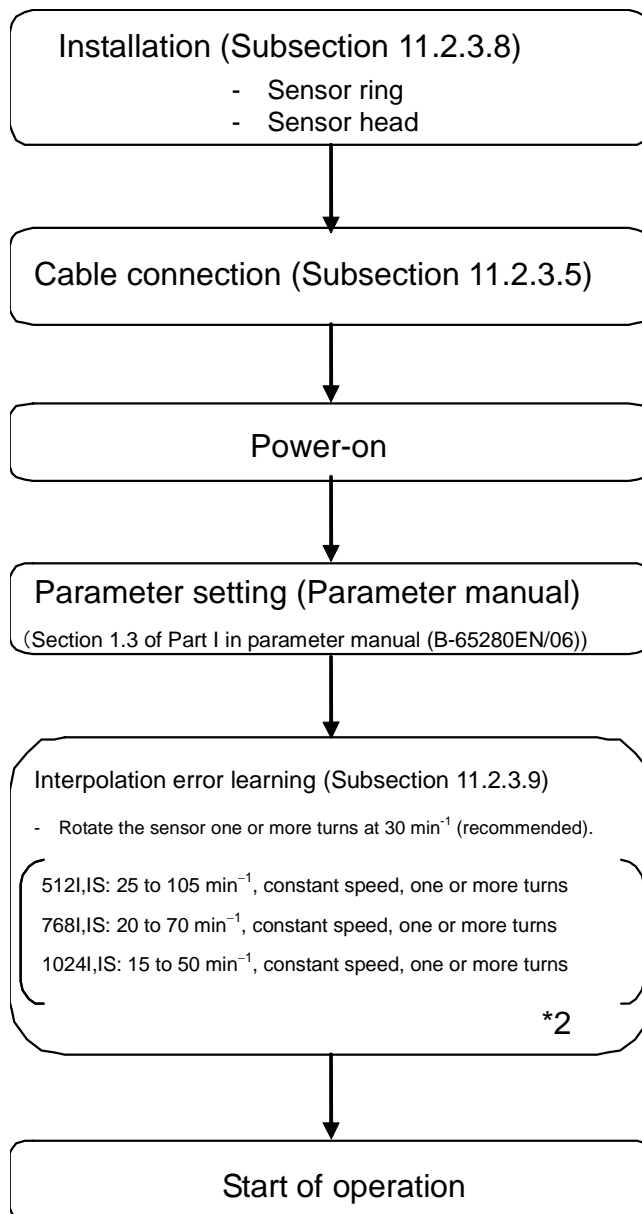 Installation (Subsection 11.2.3.8)
- Sensor ring
- Sensor head
Cable connection (Subsection 11.2.3.5)
Power-on
Parameter setting (Parameter manual)
(Section 1.3 of Part I in parameter manual (B-65280EN/06))
Interpolation error learning (Subsection 11.2.3.9)
- Rotate the sensor one or more turns at 30 min⁻¹ (recommended).
512I,IS: 25 to 105 min⁻¹, constant speed, one or more turns
768I,IS: 20 to 70 min⁻¹, constant speed, one or more turns
1024I,IS: 15 to 50 min⁻¹, constant speed, one or more turns
*2
Start of operation